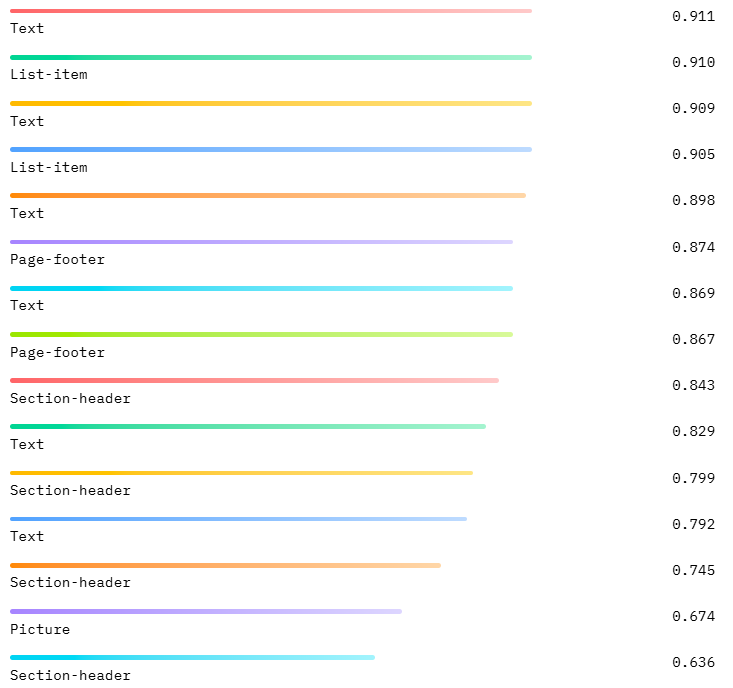 0.911
Text
0.910
List-item
0.909
Text
0.905
List-item
0.898
Text
0.874
Page-footer
0.869
Text
0.867
Page-footer
0.843
Section-header
0.829
Text
0.799
Section-header
0.792
Text
0.745
Section-header
0.674
Picture
0.636
Section-header